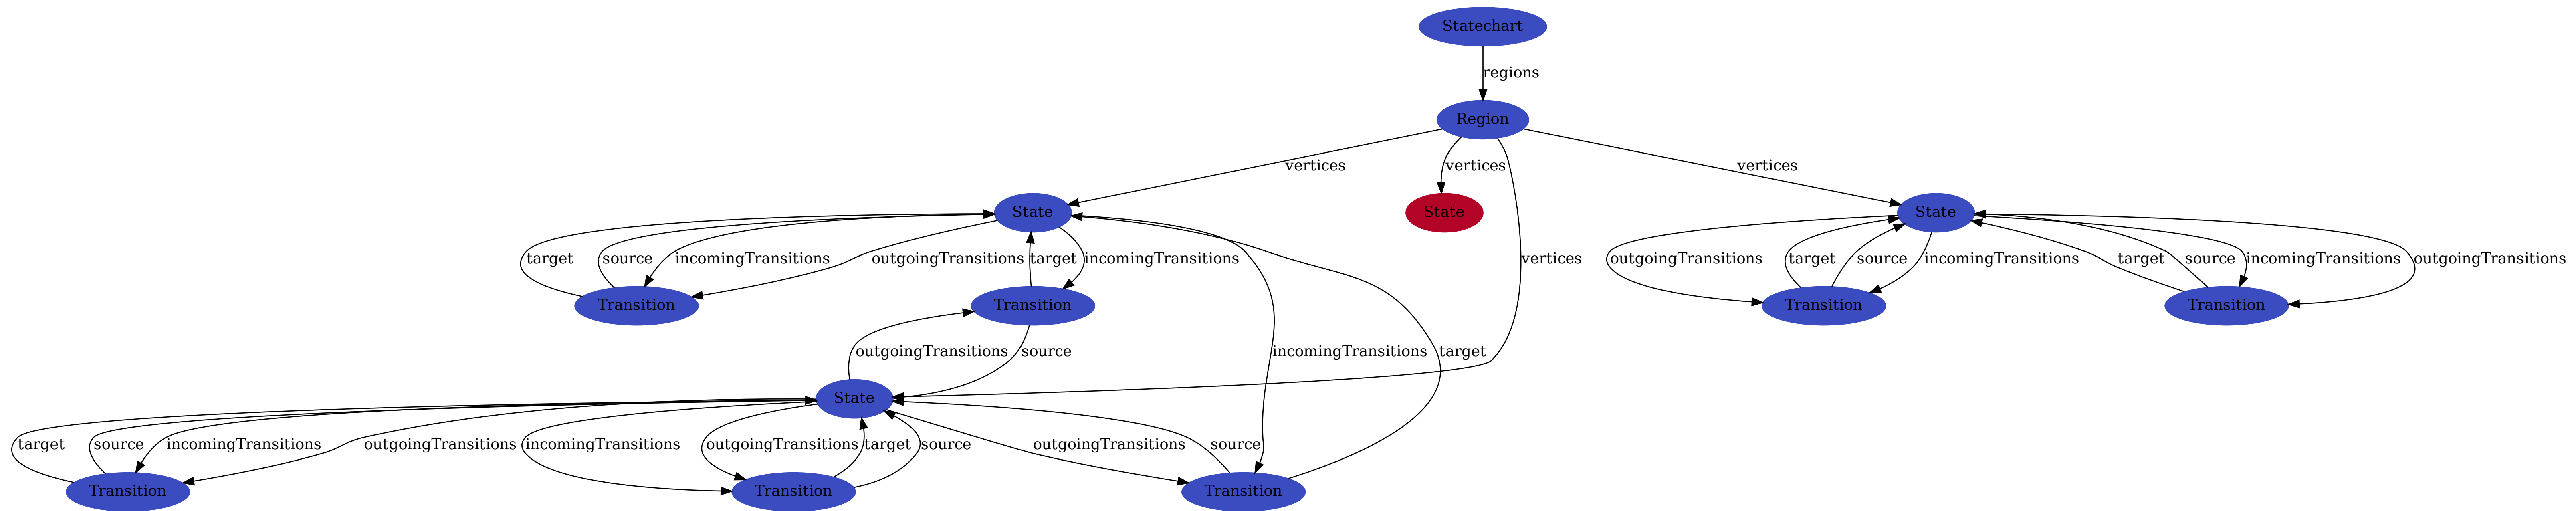 Statechart
regions
Region
vertices
vertices
vertices
State
State
State
target
source
incomingTransitions
outgoingTransitions
target
incomingTransitions
vertices
outgoingTransitions
target
source
incomingTransitions
target
source
incomingTransitions
outgoingTransitions
Transition
Transition
Transition
Transition
outgoingTransitions
source
incomingTransitions
target
State
target
source
incomingTransitions
outgoingTransitions
incomingTransitions
outgoingTransitions
target
source
outgoingTransitions
source
Transition
Transition
Transition